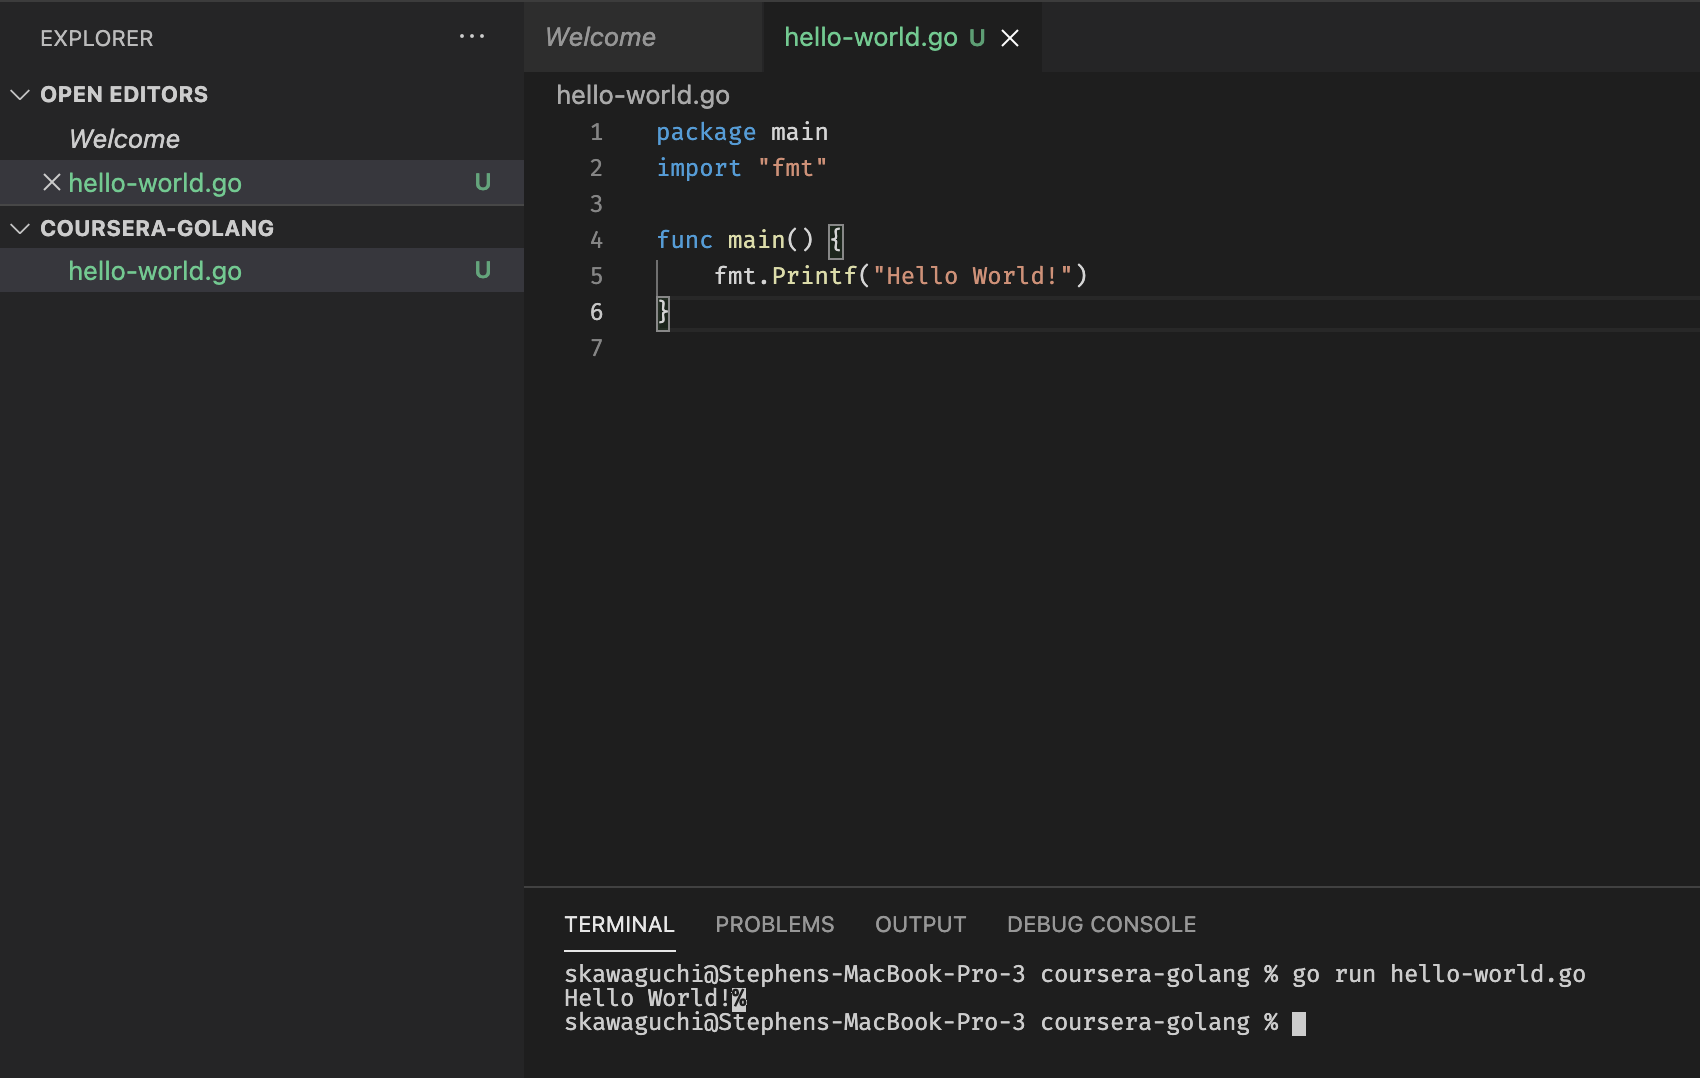 EXPLORER ···
OPEN EDITORS
Welcome
hello-world.go U
COURSERA-GOLANG
hello-world.go U
Welcome hello-world.go U
hello-world.go
1 package main
2 import "fmt"
3
4 func main() {
5     fmt.Printf("Hello World!")
6 }
7
TERMINAL PROBLEMS OUTPUT DEBUG CONSOLE
skawaguchi@Stephens-MacBook-Pro-3 coursera-golang % go run hello-world.go
Hello World!%
skawaguchi@Stephens-MacBook-Pro-3 coursera-golang %